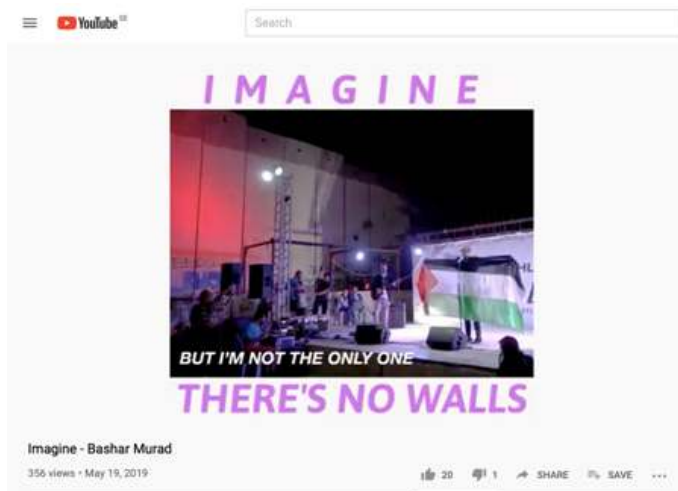 YouTube GB
Search
IMAGINE
BUT I'M NOT THE ONLY ONE
THERE'S NO WALLS
Imagine - Bashar Murad
356 views • May 19, 2019
20 1 SHARE SAVE